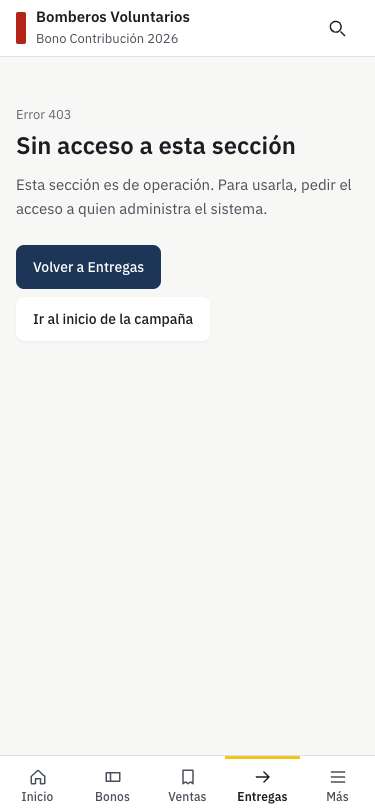 Bomberos Voluntarios
Bono Contribución 2026
Error 403
Sin acceso a esta sección
Esta sección es de operación. Para usarla, pedir el
acceso a quien administra el sistema.
Volver a Entregas
Ir al inicio de la campaña
Inicio
Bonos
Ventas
Entregas
Más